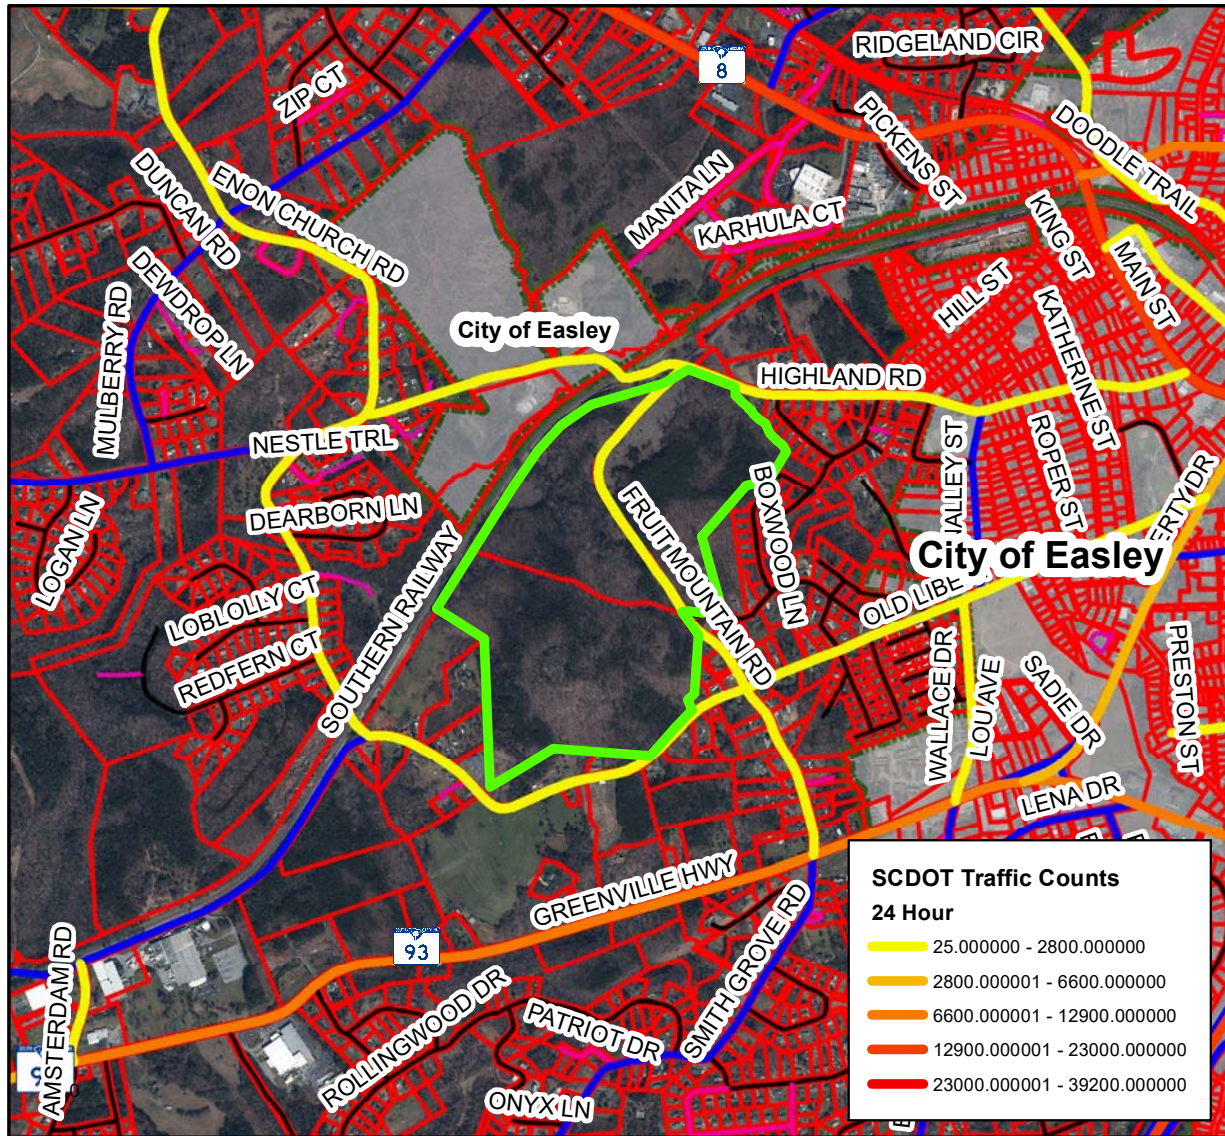 RIDGELAND CIR
8
ZIP CT
PICKENS ST
DOODLE TRAIL
DUNCAN RD
ENON CHURCH RD
MANITA LN
KARHULA CT
KING ST
MAIN ST
DEWDROP LN
HILL ST
MULBERRY RD
City of Easley
KATHERINE ST
HIGHLAND RD
NESTLE TRL
ROPER ST
ALLEY ST
ERTY DR
DEARBORN LN
FRUIT MOUNTAIN RD
BOXWOOD LN
LOGAN LN
SOUTHERN RAILWAY
City of Easley
OLD LIBE
LOBLOLLY CT
REDFERN CT
WALLACE DR
LOU AVE
SADIE DR
PRESTON ST
LENA DR
GREENVILLE HWY
93
AMSTERDAM RD
SMITH GROVE RD
ROLLINGWOOD DR
PATRIOT DR
ONYX LN
9
SCDOT Traffic Counts
24 Hour
25.000000 - 2800.000000
2800.000001 - 6600.000000
6600.000001 - 12900.000000
12900.000001 - 23000.000000
23000.000001 - 39200.000000